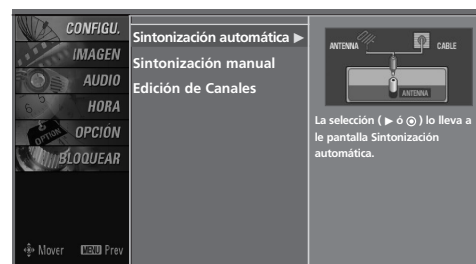 CONFIGU.
IMAGEN
AUDIO
HORA
OPCIÓN
BLOQUEAR
Mover MENU Prev
Sintonización automática ▶
Sintonización manual
Edición de Canales
ANTENNA CABLE
ANTENNA
La selección ( ▶ ó ⊙ ) lo lleva a
le pantalla Sintonización
automática.